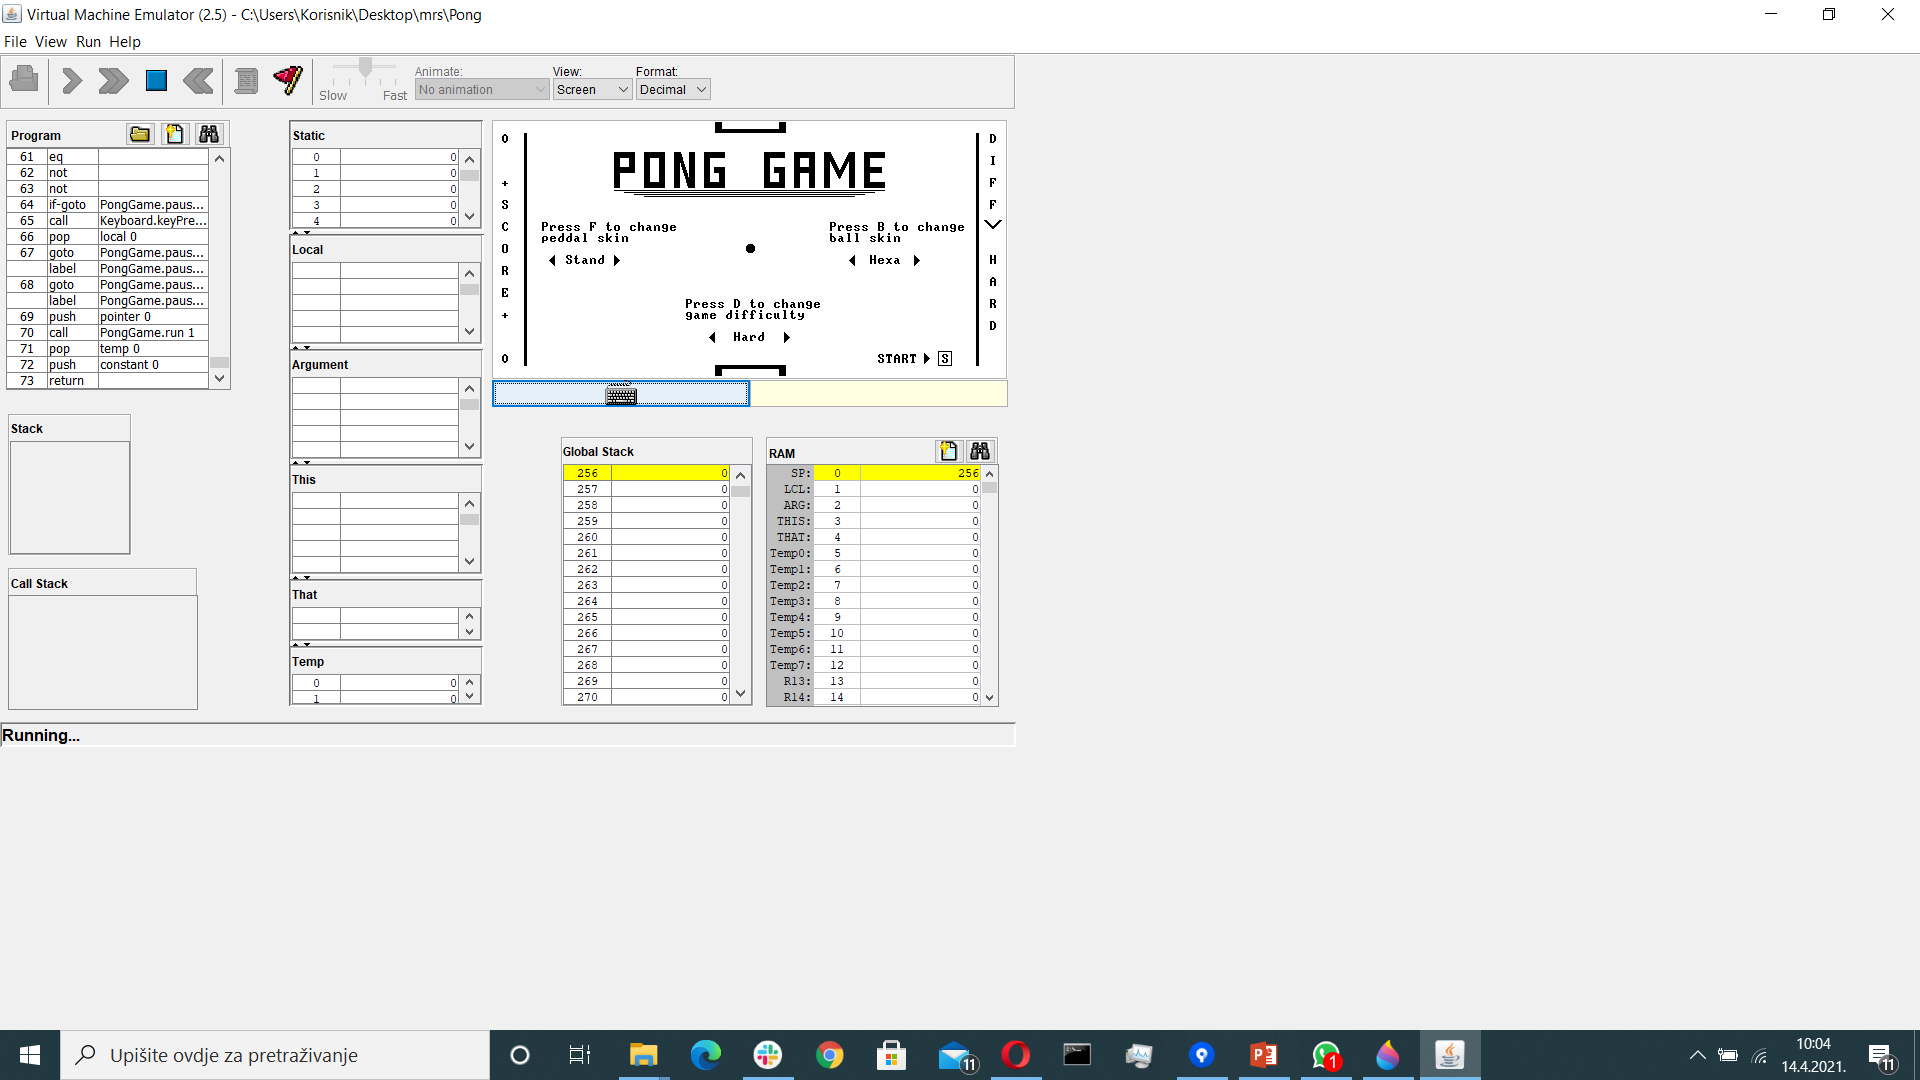 Virtual Machine Emulator (2.5) - C:\Users\Korisnik\Desktop\mrs\Pong
File View Run Help
Slow Fast
Animate:
No animation
View:
Screen
Format:
Decimal
Program
61 eq
62 not
63 not
64 if-goto PongGame.paus...
65 call Keyboard.keyPre...
66 pop local 0
67 goto PongGame.paus...
label PongGame.paus...
68 goto PongGame.paus...
label PongGame.paus...
69 push pointer 0
70 call PongGame.run 1
71 pop temp 0
72 push constant 0
73 return
Stack
Call Stack
Static
0 0
1 0
2 0
3 0
4 0
Local
Argument
This
That
Temp
0 0
1 0
0
+SCORE+
0
PONG GAME
Press F to change
peddal skin
Stand
Press B to change
ball skin
Hexa
Press D to change
game difficulty
Hard
START S
DIFF
HARD
Global Stack
256 0
257 0
258 0
259 0
260 0
261 0
262 0
263 0
264 0
265 0
266 0
267 0
268 0
269 0
270 0
RAM
SP: 0 256
LCL: 1 0
ARG: 2 0
THIS: 3 0
THAT: 4 0
Temp0: 5 0
Temp1: 6 0
Temp2: 7 0
Temp3: 8 0
Temp4: 9 0
Temp5: 10 0
Temp6: 11 0
Temp7: 12 0
R13: 13 0
R14: 14 0
Running...
Upišite ovdje za pretraživanje
11
1
10:04
14.4.2021.
11